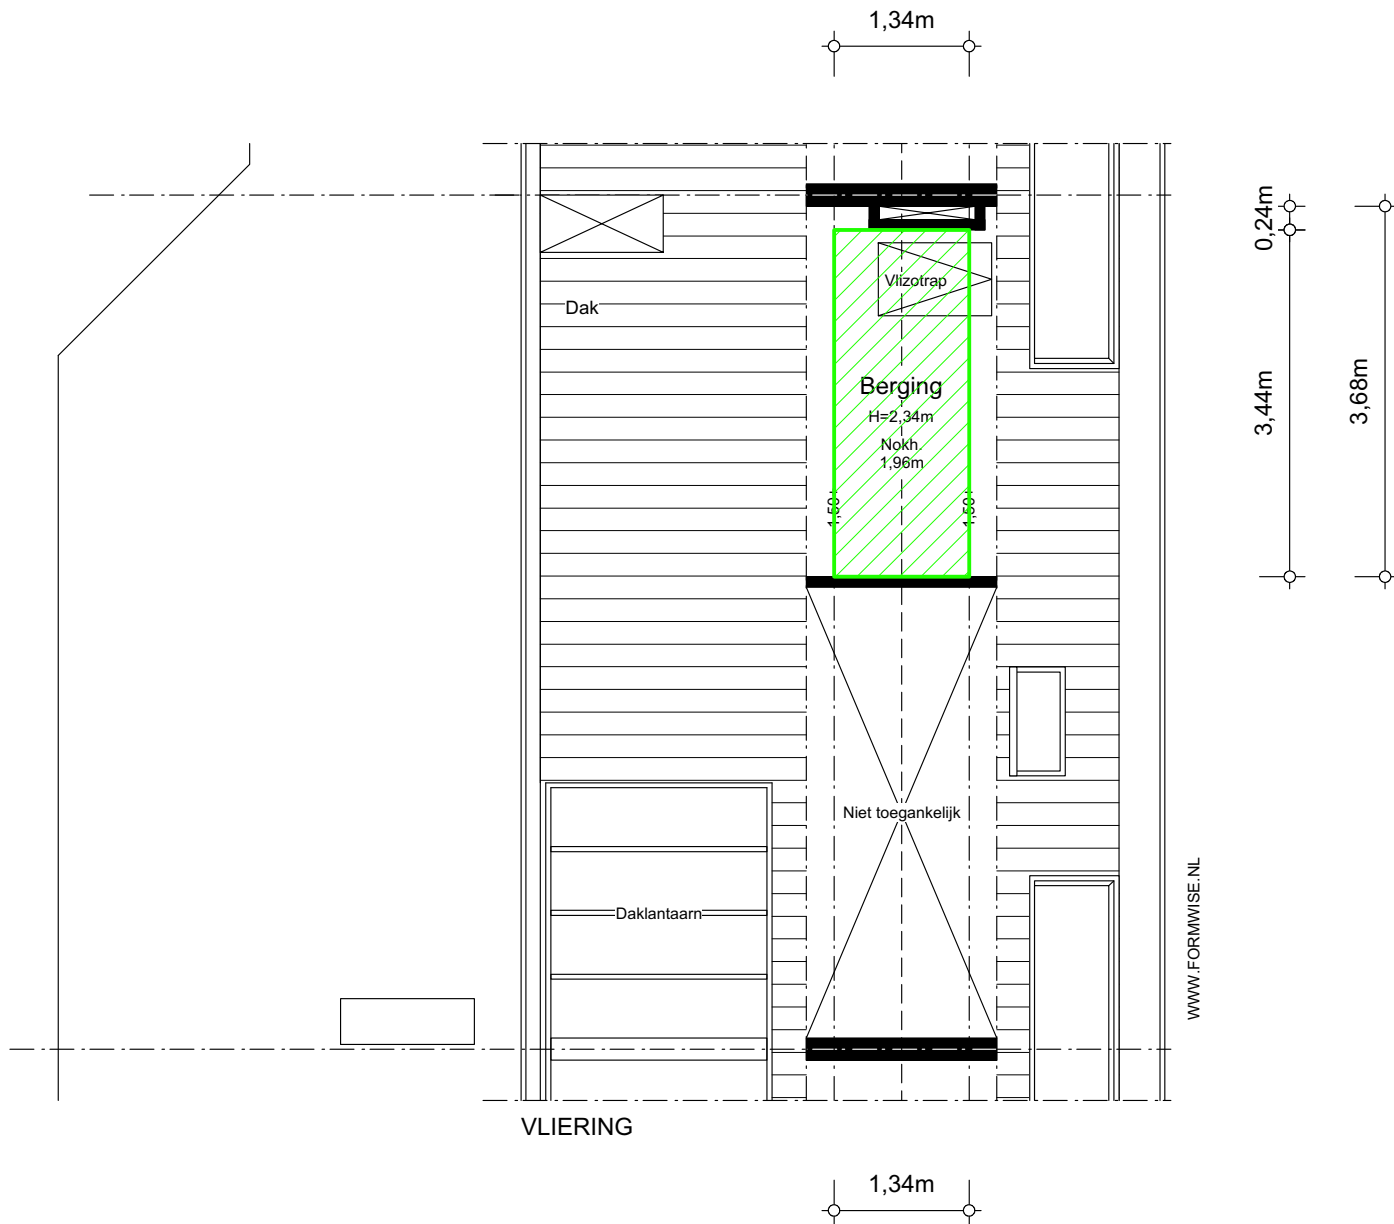 1,34m
0,24m
3,44m
3,68m
Vlizotrap
Dak
Berging
H=2,34m
Nokh
1,96m
1,50+
1,50+
Niet toegankelijk
Daklantaarn
WWW.FORMWISE.NL
VLIERING
1,34m